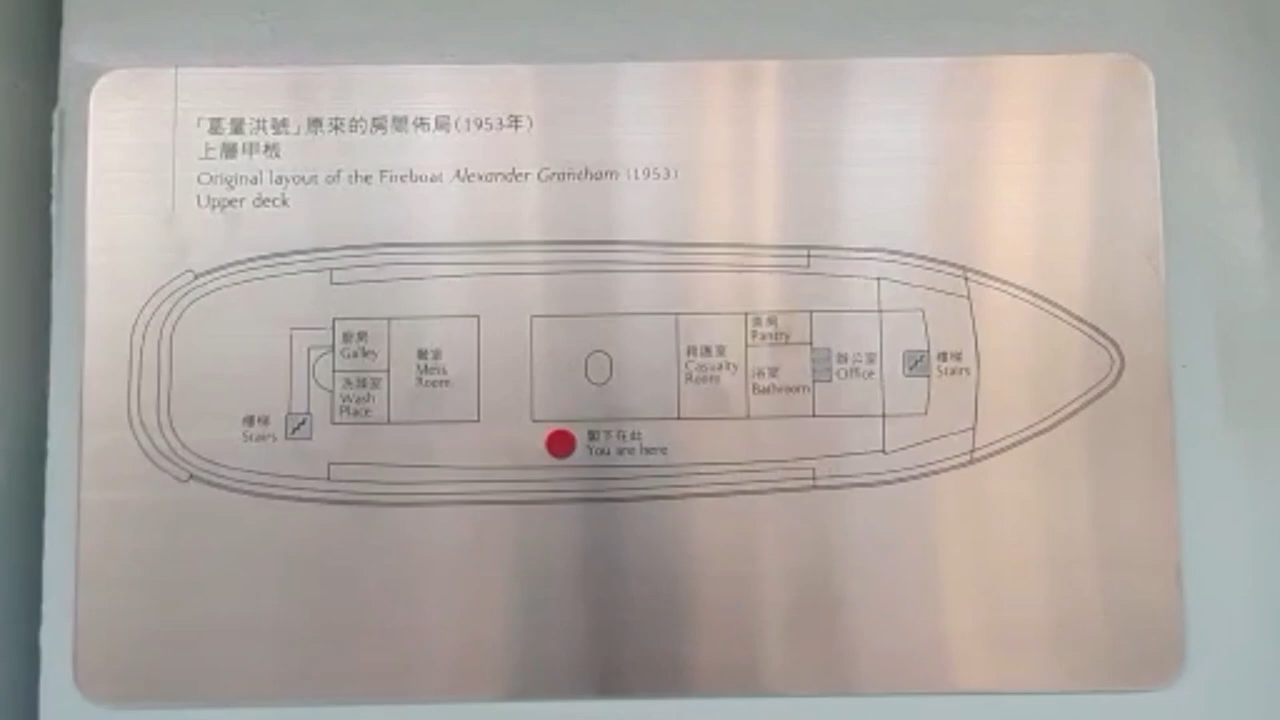 「葛量洪號」原來的房間佈局(1953年)
上層甲板
Original layout of the Fireboat Alexander Grantham (1953)
Upper deck
廚房
Galley
洗滌室
Wash
Place
餐室
Mess
Room
樓梯
Stairs
救護室
Casualty
Room
食房
Pantry
浴室
Bathroom
辦公室
Office
樓梯
Stairs
閣下在此
You are here